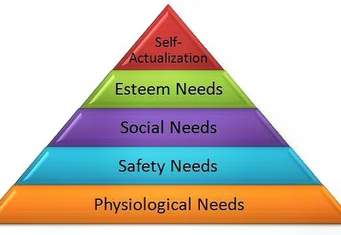 Self-
Actualization
Esteem Needs
Social Needs
Safety Needs
Physiological Needs